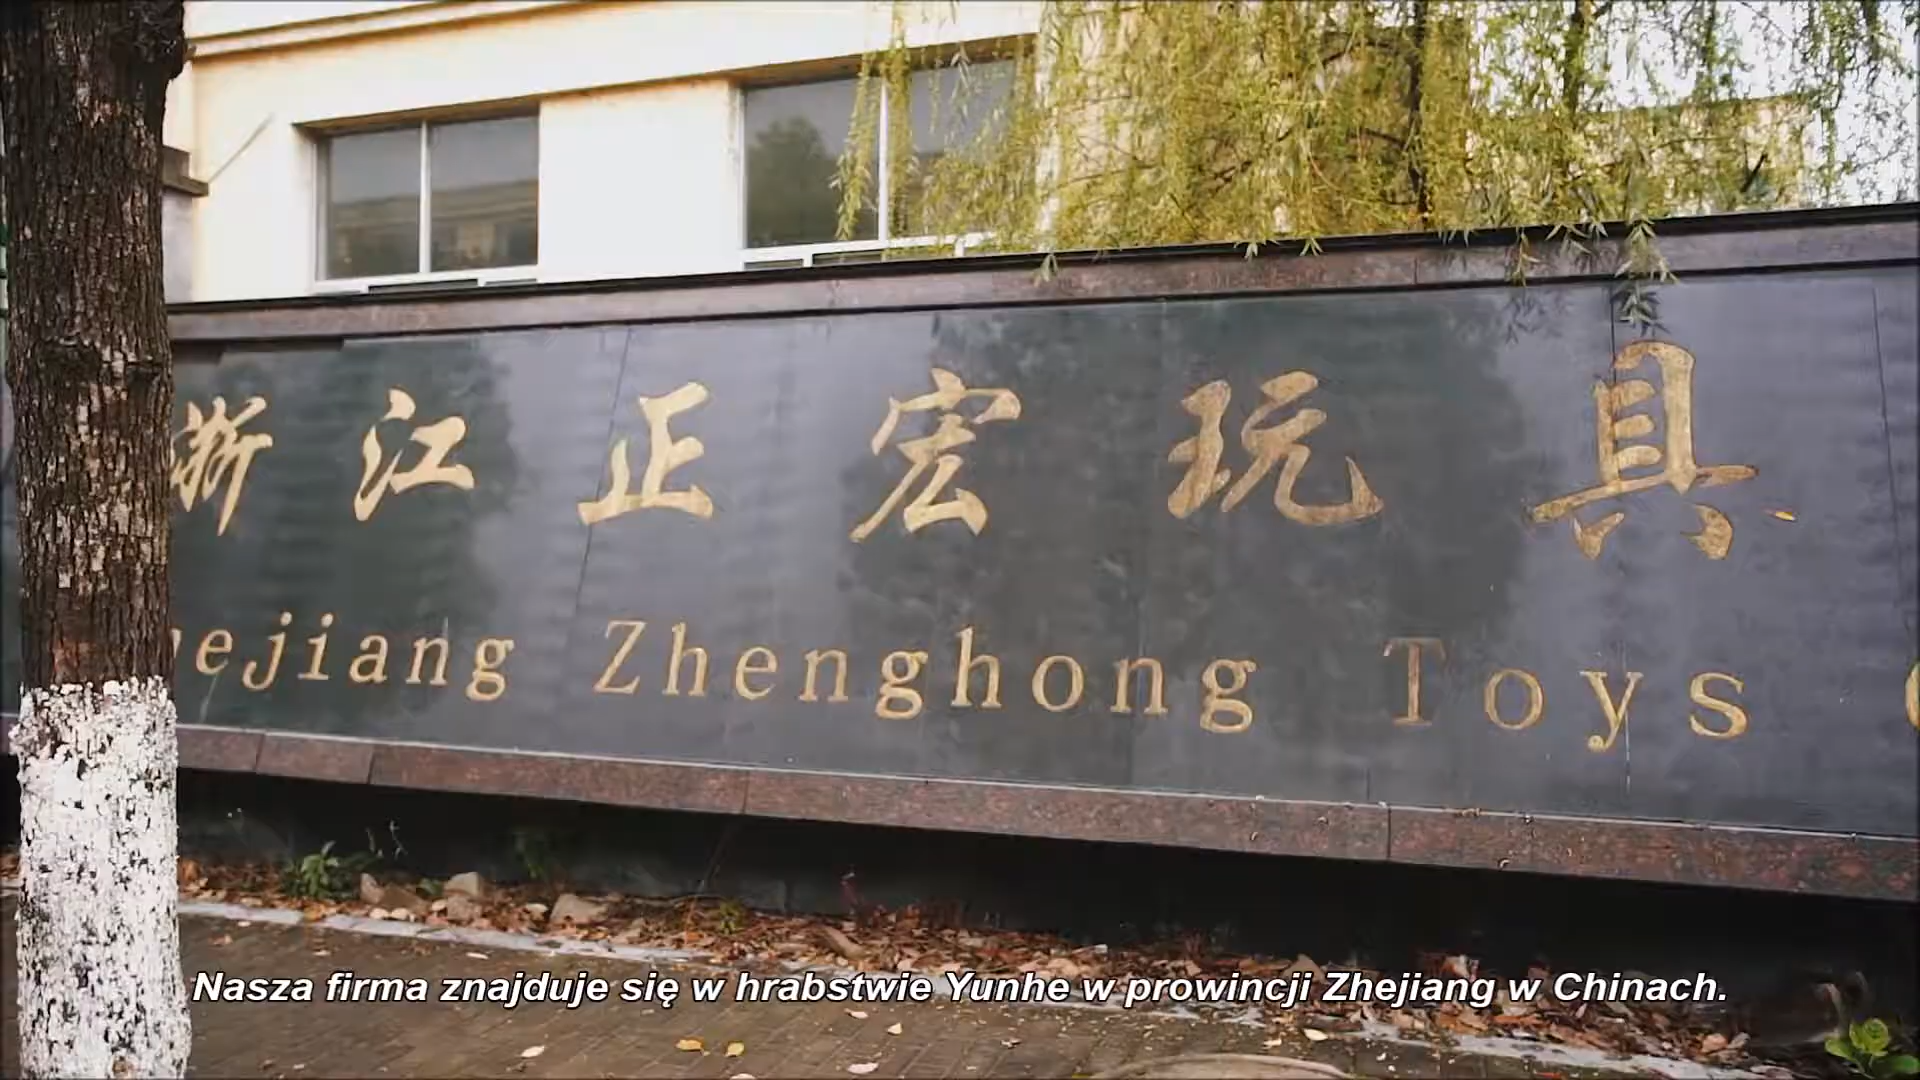 浙江正宏玩具
ejiang Zhenghong Toys
Nasza firma znajduje się w hrabstwie Yunhe w prowincji Zhejiang w Chinach.